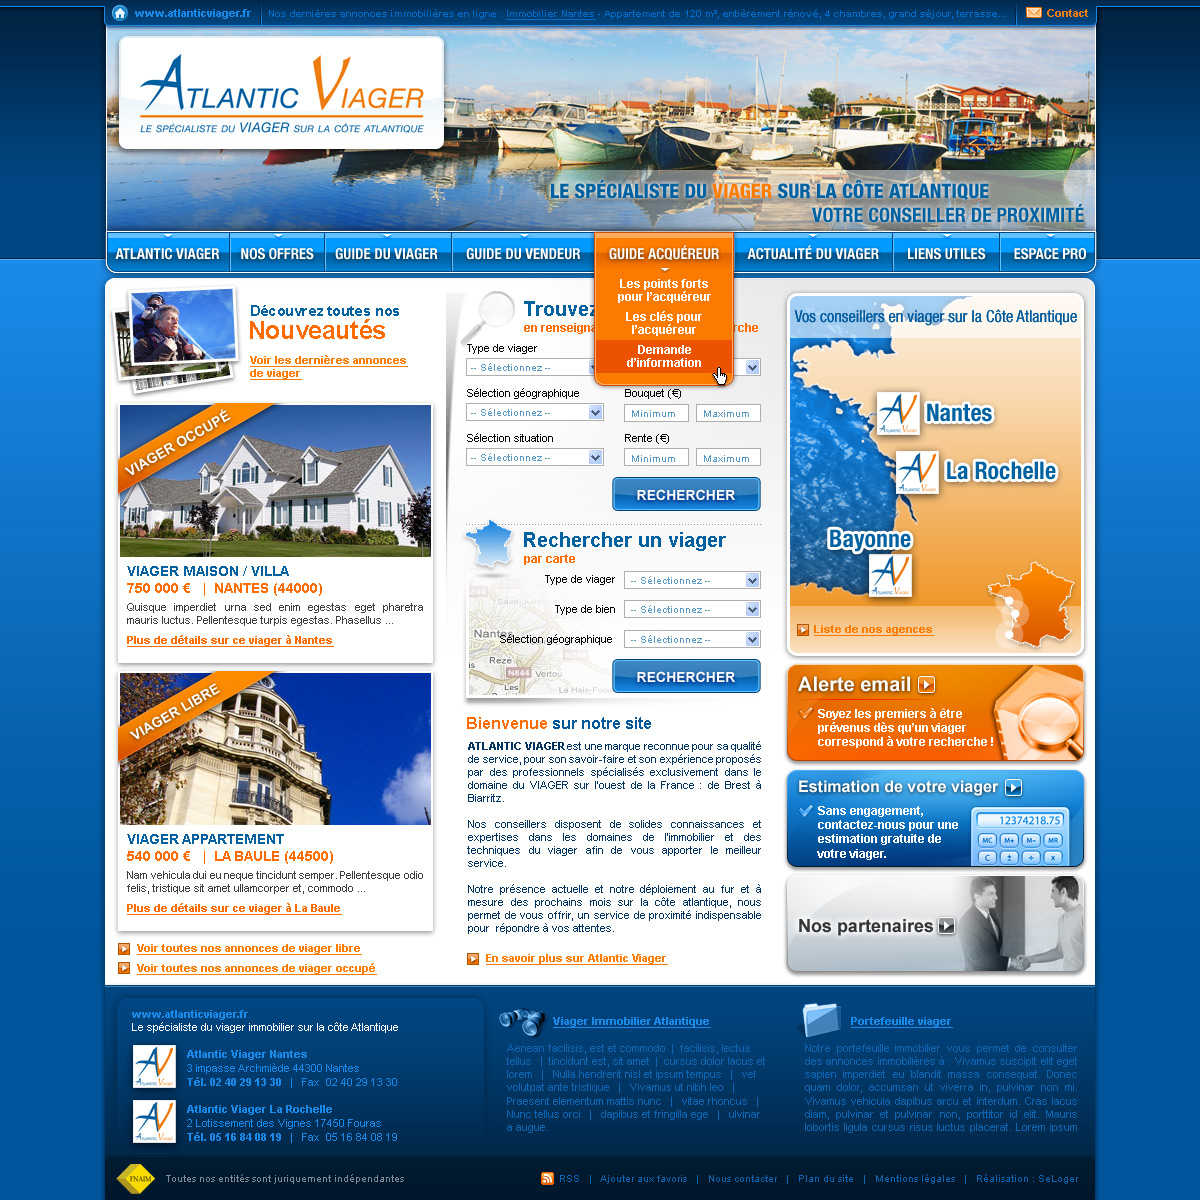 www.atlanticviager.fr
Nos dernières annonces immobilières en ligne : Immobilier Nantes - Appartement de 120 m², entièrement rénové, 4 chambres, grand séjour, terrasse...
Contact
ATLANTIC VIAGER
LE SPÉCIALISTE DU VIAGER SUR LA CÔTE ATLANTIQUE
LE SPÉCIALISTE DU VIAGER SUR LA CÔTE ATLANTIQUE
VOTRE CONSEILLER DE PROXIMITÉ
ATLANTIC VIAGER
NOS OFFRES
GUIDE DU VIAGER
GUIDE DU VENDEUR
GUIDE ACQUÉREUR
ACTUALITÉ DU VIAGER
LIENS UTILES
ESPACE PRO
Les points forts
pour l'acquéreur
Les clés pour
l'acquéreur
Demande
d'information
Découvrez toutes nos
Nouveautés
Voir les dernières annonces
de viager
VIAGER OCCUPÉ
VIAGER MAISON / VILLA
750 000 € | NANTES (44000)
Quisque imperdiet urna sed enim egestas eget pharetra
mauris luctus. Pellentesque turpis egestas. Phasellus ...
Plus de détails sur ce viager à Nantes
VIAGER LIBRE
VIAGER APPARTEMENT
540 000 € | LA BAULE (44500)
Nam vehicula dui eu neque tincidunt semper. Pellentesque odio
felis, tristique sit amet ullamcorper et, commodo ...
Plus de détails sur ce viager à La Baule
Voir toutes nos annonces de viager libre
Voir toutes nos annonces de viager occupé
Trouvez
en renseigna
rche
Type de viager
-- Sélectionnez --
Sélection géographique
Bouquet (€)
-- Sélectionnez --
Minimum
Maximum
Sélection situation
Rente (€)
-- Sélectionnez --
Minimum
Maximum
RECHERCHER
Rechercher un viager
par carte
Type de viager
-- Sélectionnez --
Type de bien
-- Sélectionnez --
Sélection géographique
-- Sélectionnez --
Saint-Julien
Nantes
Rezé
N249
N844
Vertou
Les
La Haie-Foua
RECHERCHER
Bienvenue sur notre site
ATLANTIC VIAGER est une marque reconnue pour sa qualité
de service, pour son savoir-faire et son expérience proposés
par des professionnels spécialisés exclusivement dans le
domaine du VIAGER sur l'ouest de la France : de Brest à
Biarritz.
Nos conseillers disposent de solides connaissances et
expertises dans les domaines de l'immobilier et des
techniques du viager afin de vous apporter le meilleur
service.
Notre présence actuelle et notre déploiement au fur et à
mesure des prochains mois sur la côte atlantique, nous
permet de vous offrir, un service de proximité indispensable
pour répondre à vos attentes.
En savoir plus sur Atlantic Viager
Vos conseillers en viager sur la Côte Atlantique
Nantes
La Rochelle
Bayonne
Liste de nos agences
Alerte email
Soyez les premiers à être
prévenus dès qu'un viager
correspond à votre recherche !
Estimation de votre viager
Sans engagement,
contactez-nous pour une
estimation gratuite de
votre viager.
12374218.75
MC M+ M- MR
C ± ÷ x
Nos partenaires
www.atlanticviager.fr
Le spécialiste du viager immobilier sur la côte Atlantique
Atlantic Viager Nantes
3 impasse Archmiède 44300 Nantes
Tél. 02 40 29 13 30 | Fax 02 40 29 13 30
Atlantic Viager La Rochelle
2 Lotissement des Vignes 17450 Fouras
Tél. 05 16 84 08 19 | Fax 05 16 84 08 19
Viager Immobilier Atlantique
Aenean facilisis, est et commodo | facilisis, lectus
tellus | tincidunt est, sit amet | cursus dolor lacus et
lorem | Nulla hendrerit nisl et ipsum tempus | vel
volutpat ante tristique | Vivamus ut nibh leo |
Praesent elementum mattis nunc | vitae rhoncus |
Nunc tellus orci | dapibus et fringilla ege | ulvinar
a augue.
Portefeuille viager
Notre portefeuille immobilier vous permet de consulter
des annonces immobilières à : Vivamus suscipit elit eget
sapien imperdiet eu blandit massa consequat. Donec
quam dolor, accumsan ut viverra in, pulvinar non mi.
Vivamus vehicula dapibus arcu et interdum. Cras lacus
diam, pulvinar et pulvinar non, porttitor id elit. Mauris
lobortis ligula cursus risus luctus placerat. Lorem ipsum
FNAIM
Toutes nos entités sont juriquement indépendantes
RSS | Ajouter aux favoris | Nous contacter | Plan du site | Mentions légales | Réalisation : SeLoger